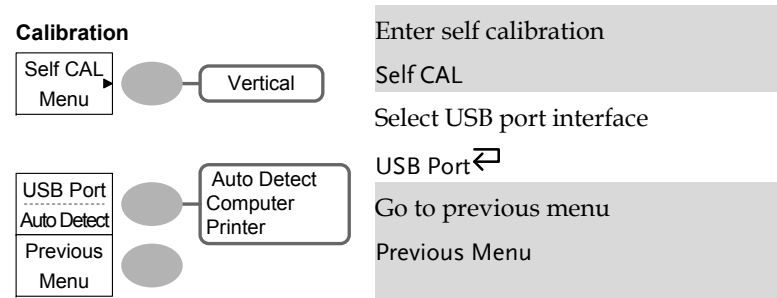 Calibration
Self CAL
Menu
Vertical
USB Port
Auto Detect
Auto Detect
Computer
Printer
Previous
Menu
Enter self calibration
Self CAL
Select USB port interface
USB Port
Go to previous menu
Previous Menu